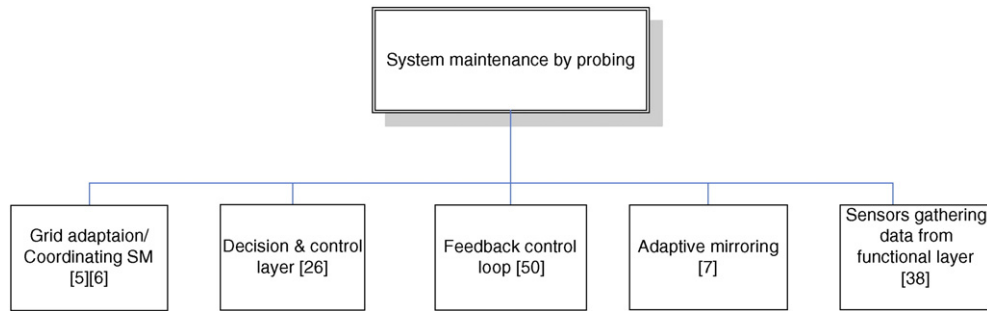 System maintenance by probing
Grid adaptaion/
Coordinating SM
[5][6]
Decision & control
layer [26]
Feedback control
loop [50]
Adaptive mirroring
[7]
Sensors gathering
data from
functional layer
[38]